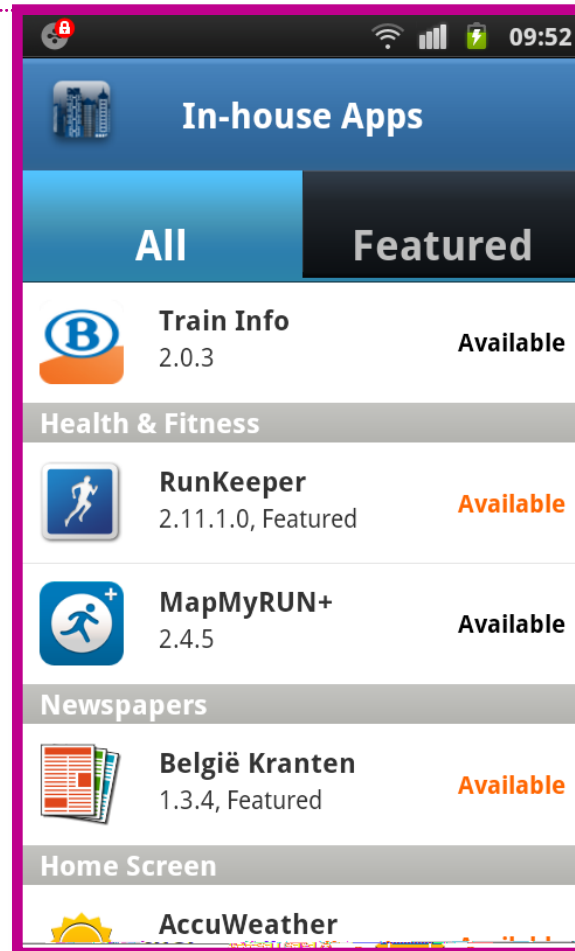 09:52
In-house Apps
All
Featured
B
Train Info
2.0.3
Available
Health & Fitness
RunKeeper
2.11.1.0, Featured
Available
MapMyRUN+
2.4.5
Available
Newspapers
België Kranten
1.3.4, Featured
Available
Home Screen
AccuWeather